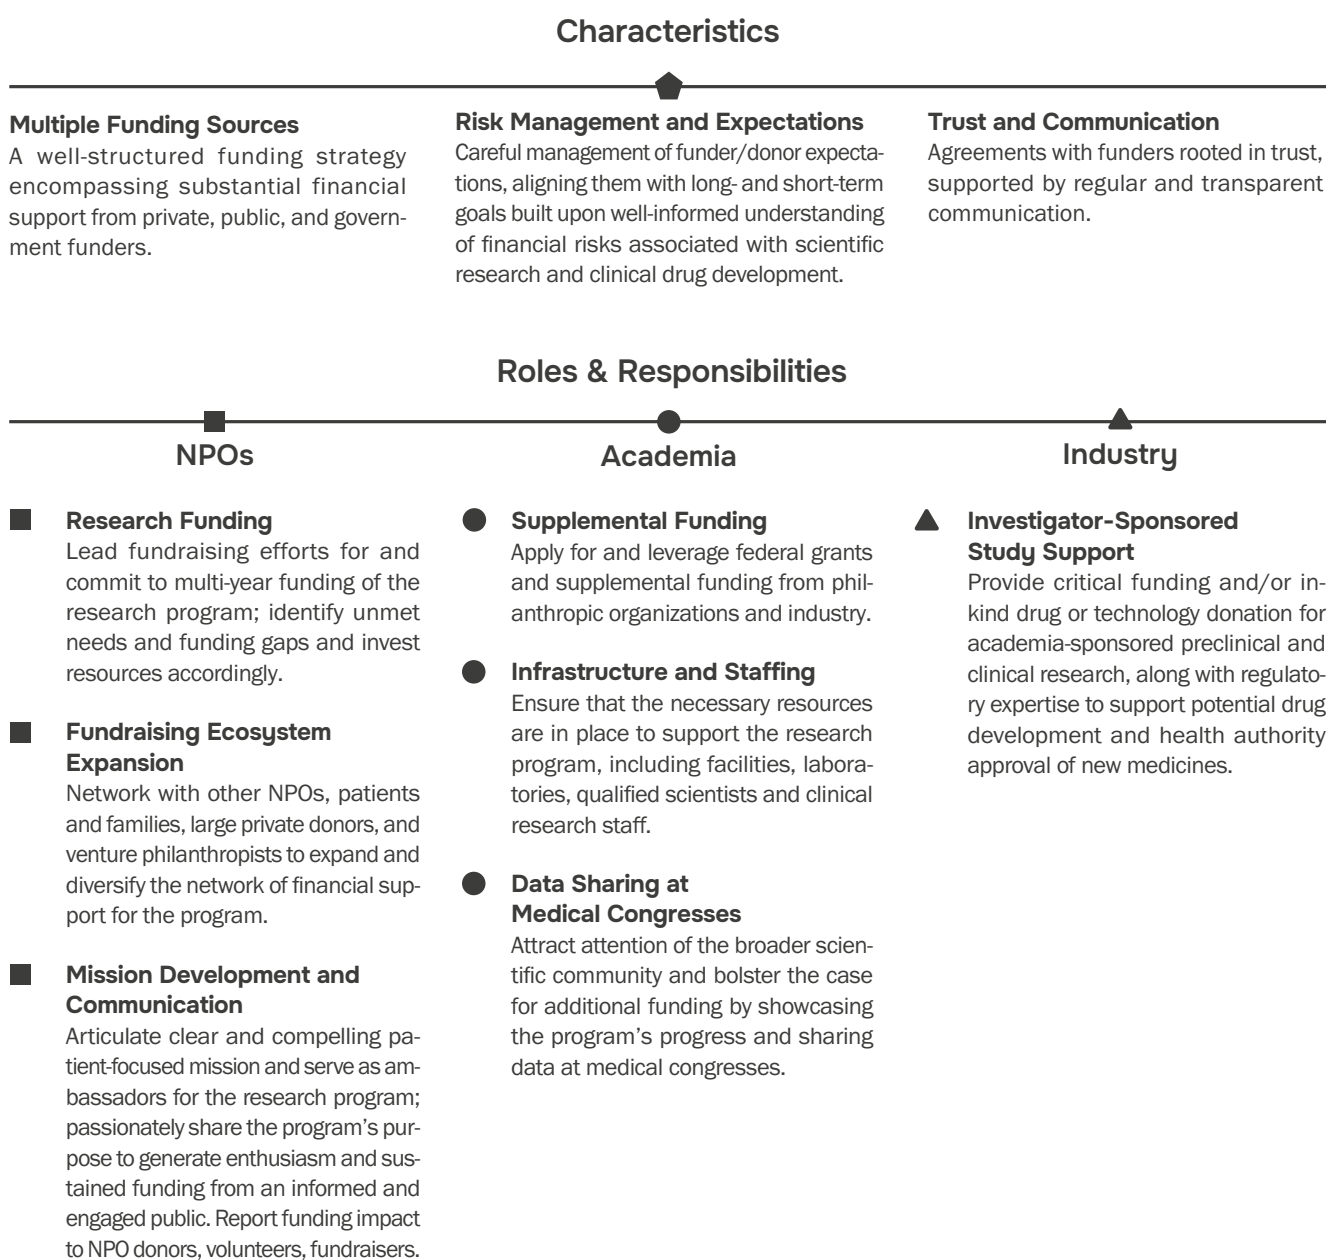 Characteristics
Multiple Funding Sources
A well-structured funding strategy
encompassing substantial financial
support from private, public, and govern-
ment funders.
Risk Management and Expectations
Careful management of funder/donor expecta-
tions, aligning them with long- and short-term
goals built upon well-informed understanding
of financial risks associated with scientific
research and clinical drug development.
Trust and Communication
Agreements with funders rooted in trust,
supported by regular and transparent
communication.
Roles & Responsibilities
NPOs
Research Funding
Lead fundraising efforts for and
commit to multi-year funding of the
research program; identify unmet
needs and funding gaps and invest
resources accordingly.
Fundraising Ecosystem
Expansion
Network with other NPOs, patients
and families, large private donors, and
venture philanthropists to expand and
diversify the network of financial sup-
port for the program.
Mission Development and
Communication
Articulate clear and compelling pa-
tient-focused mission and serve as am-
bassadors for the research program;
passionately share the program's pur-
pose to generate enthusiasm and sus-
tained funding from an informed and
engaged public. Report funding impact
to NPO donors, volunteers, fundraisers.
Academia
Supplemental Funding
Apply for and leverage federal grants
and supplemental funding from phil-
anthropic organizations and industry.
Infrastructure and Staffing
Ensure that the necessary resources
are in place to support the research
program, including facilities, labora-
tories, qualified scientists and clinical
research staff.
Data Sharing at
Medical Congresses
Attract attention of the broader scien-
tific community and bolster the case
for additional funding by showcasing
the program's progress and sharing
data at medical congresses.
Industry
Investigator-Sponsored
Study Support
Provide critical funding and/or in-
kind drug or technology donation for
academia-sponsored preclinical and
clinical research, along with regulato-
ry expertise to support potential drug
development and health authority
approval of new medicines.